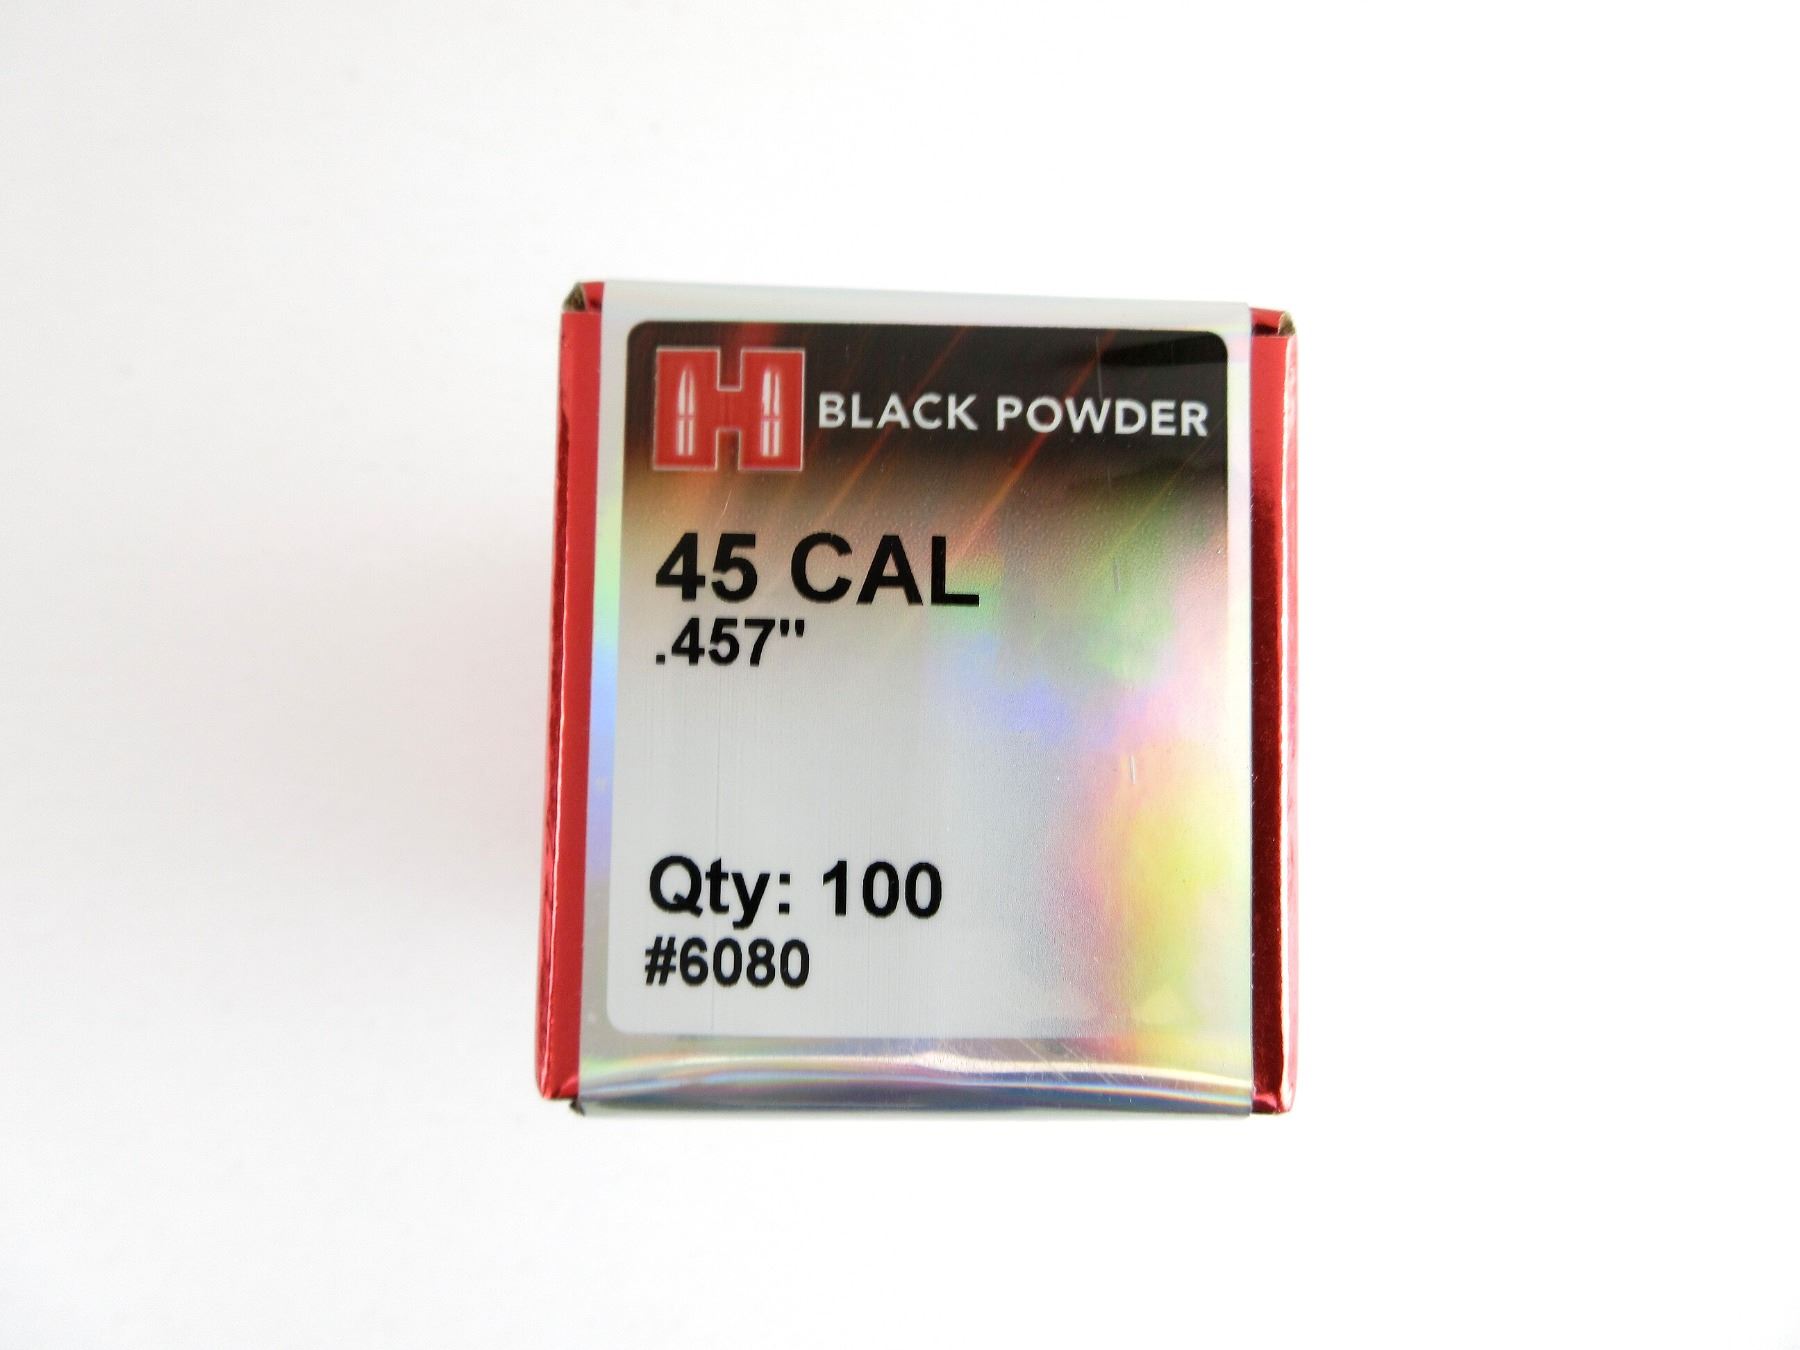 H BLACK POWDER
45 CAL
.457"
Qty: 100
#6080